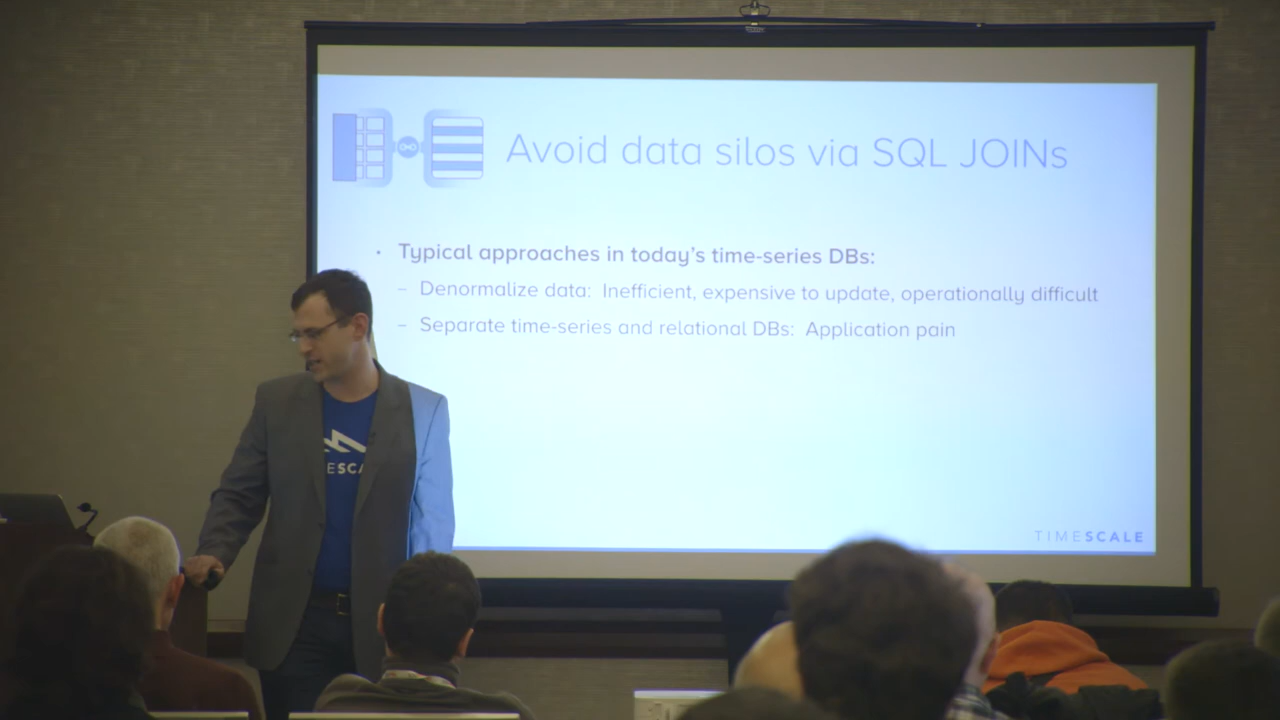 Avoid data silos via SQL JOINs
• Typical approaches in today's time-series DBs:
– Denormalize data: Inefficient, expensive to update, operationally difficult
– Separate time-series and relational DBs: Application pain
ESCA
TIMESCALE